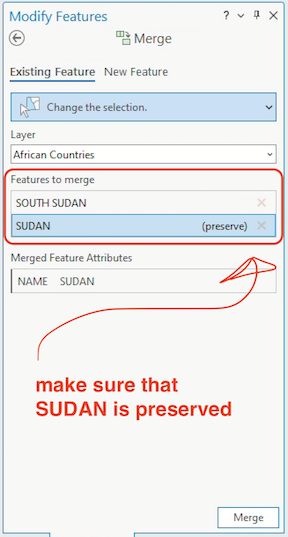 Modify Features
?
Merge
Existing Feature New Feature
Change the selection.
Layer
African Countries
Features to merge
SOUTH SUDAN
SUDAN (preserve)
Merged Feature Attributes
NAME SUDAN
make sure that
SUDAN is preserved
Merge